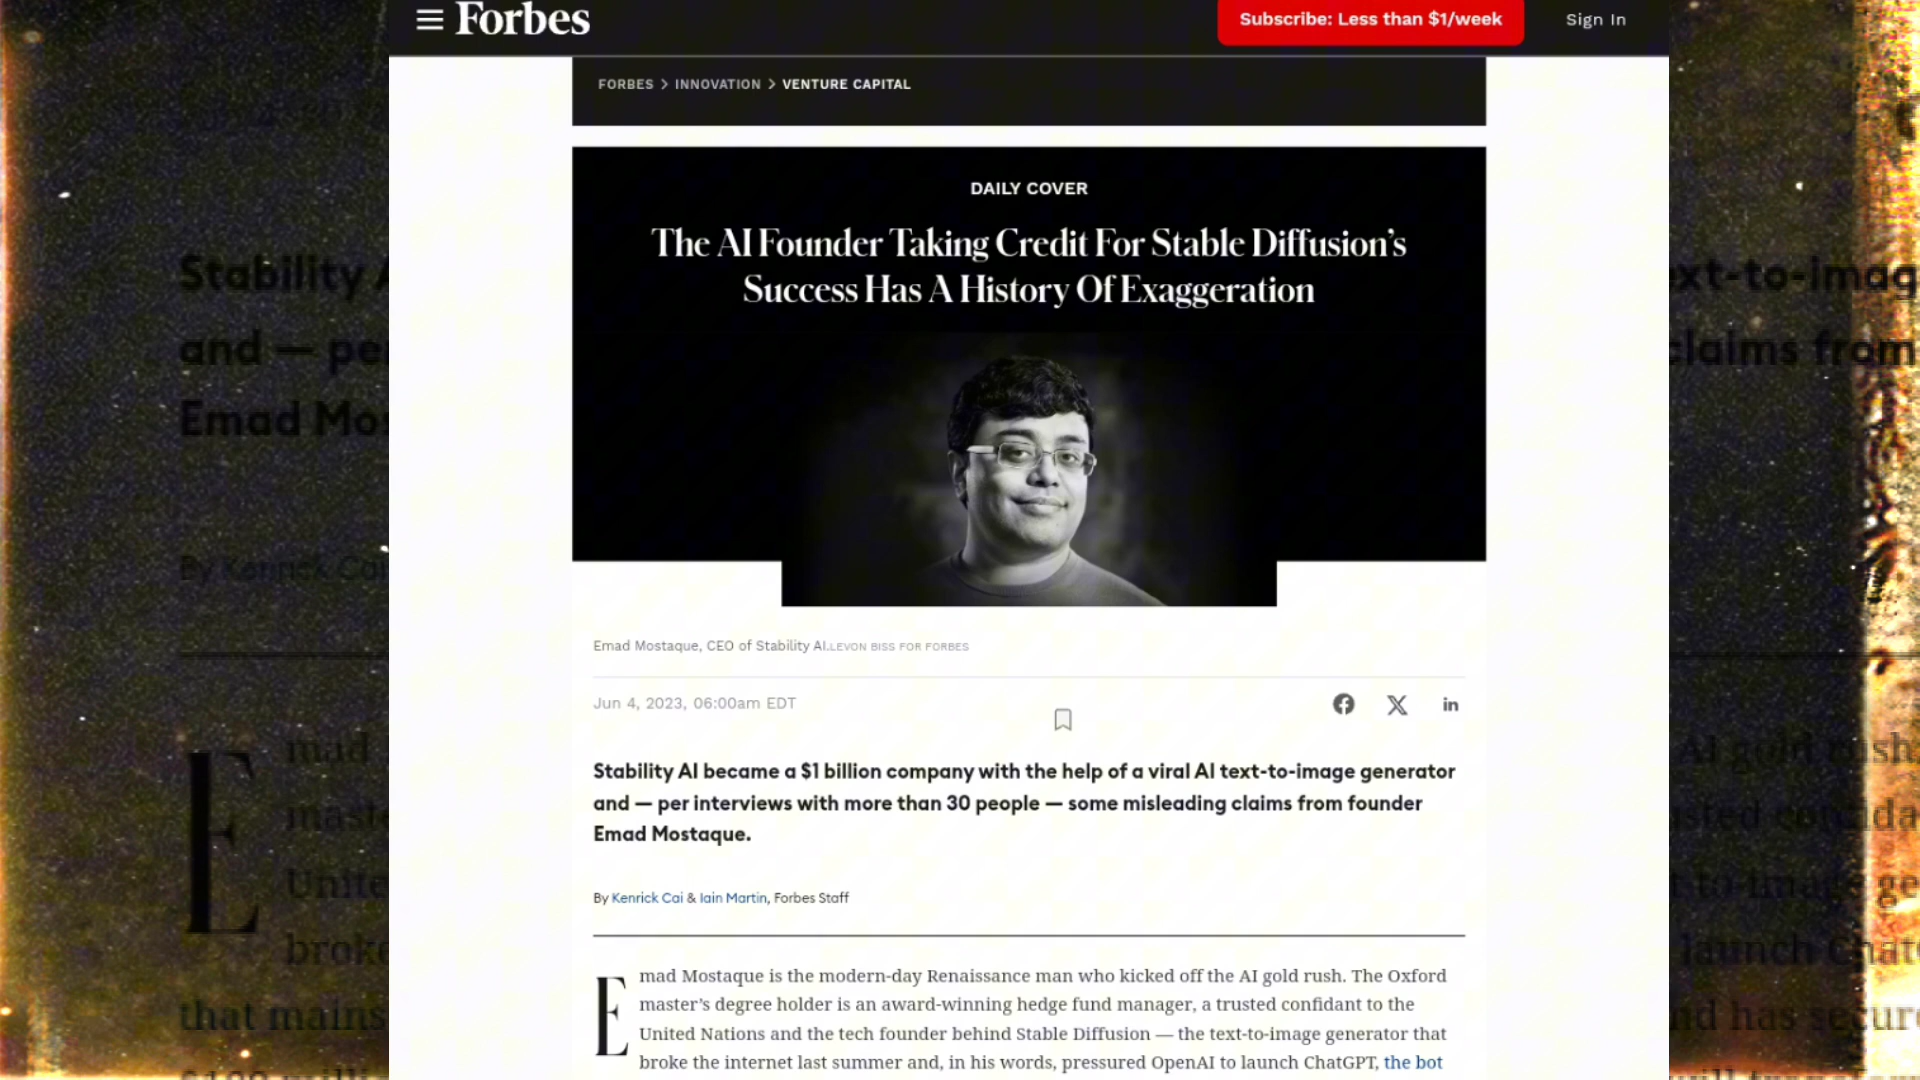 Forbes
Subscribe: Less than $1/week
Sign In
FORBES > INNOVATION > VENTURE CAPITAL
DAILY COVER
The AI Founder Taking Credit For Stable Diffusion's
Success Has A History Of Exaggeration
Emad Mostaque, CEO of Stability AI.LEVON BISS FOR FORBES
Jun 4, 2023, 06:00am EDT
Stability AI became a $1 billion company with the help of a viral AI text-to-image generator
and — per interviews with more than 30 people — some misleading claims from founder
Emad Mostaque.
By Kenrick Cai & Iain Martin, Forbes Staff
Emad Mostaque is the modern-day Renaissance man who kicked off the AI gold rush. The Oxford
master's degree holder is an award-winning hedge fund manager, a trusted confidant to the
United Nations and the tech founder behind Stable Diffusion — the text-to-image generator that
broke the internet last summer and, in his words, pressured OpenAI to launch ChatGPT, the bot